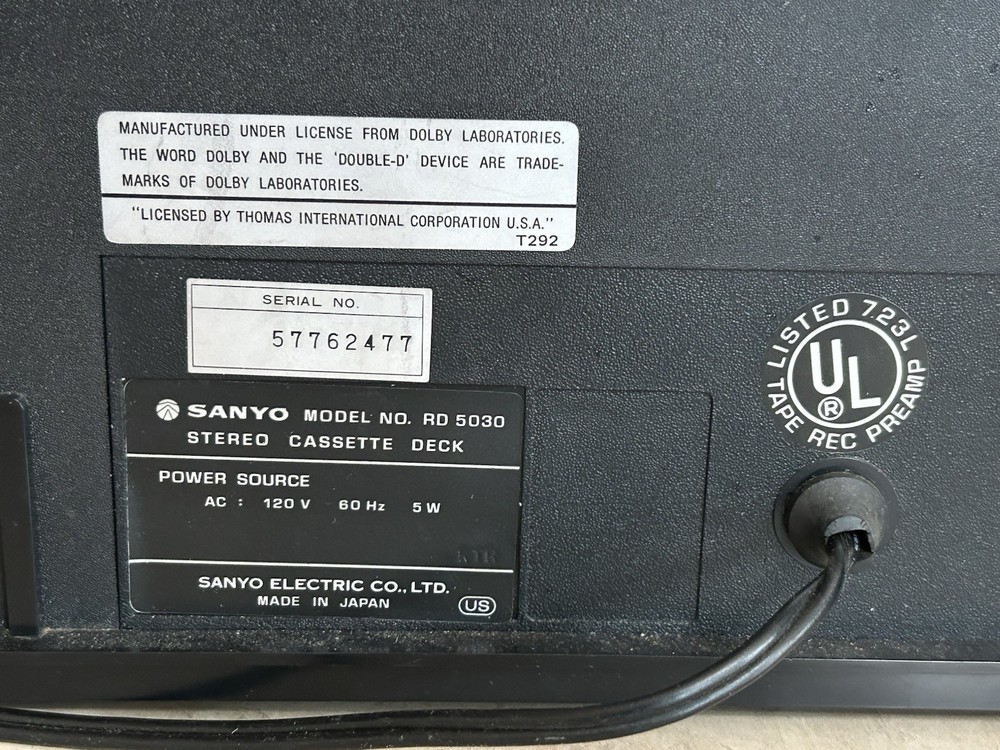 MANUFACTURED UNDER LICENSE FROM DOLBY LABORATORIES.
THE WORD DOLBY AND THE 'DOUBLE-D' DEVICE ARE TRADE-
MARKS OF DOLBY LABORATORIES.
"LICENSED BY THOMAS INTERNATIONAL CORPORATION U.S.A."
T292
SERIAL NO.
57762477
SANYO MODEL NO. RD 5030
STEREO CASSETTE DECK
POWER SOURCE
AC : 120 V 60 Hz 5 W
SANYO ELECTRIC CO., LTD.
MADE IN JAPAN
US
LISTED 723L
UL
®
TAPE REC PREAMP